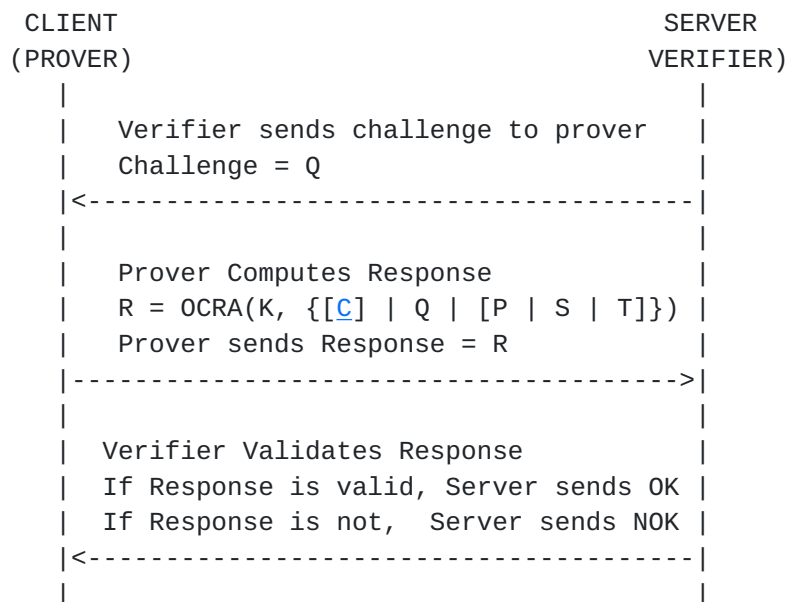 CLIENT SERVER
(PROVER) VERIFIER)
| |
| Verifier sends challenge to prover |
| Challenge = Q |
|<---------------------------------------|
| |
| Prover Computes Response |
| R = OCRA(K, {[C] | Q | [P | S | T]}) |
| Prover sends Response = R |
|--------------------------------------->|
| |
| Verifier Validates Response |
| If Response is valid, Server sends OK |
| If Response is not, Server sends NOK |
|<---------------------------------------|
| |